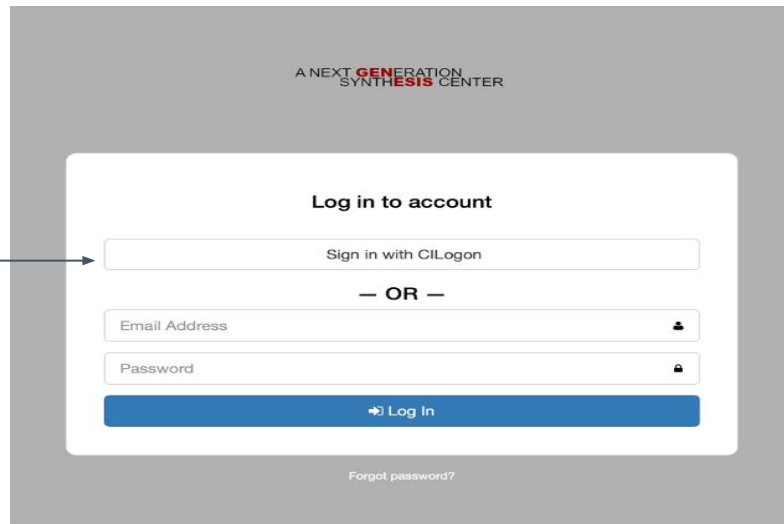 A NEXT GENERATION
SYNTHESIS CENTER
Log in to account
Sign in with CILogon
— OR —
Email Address
Password
Log In
Forgot password?